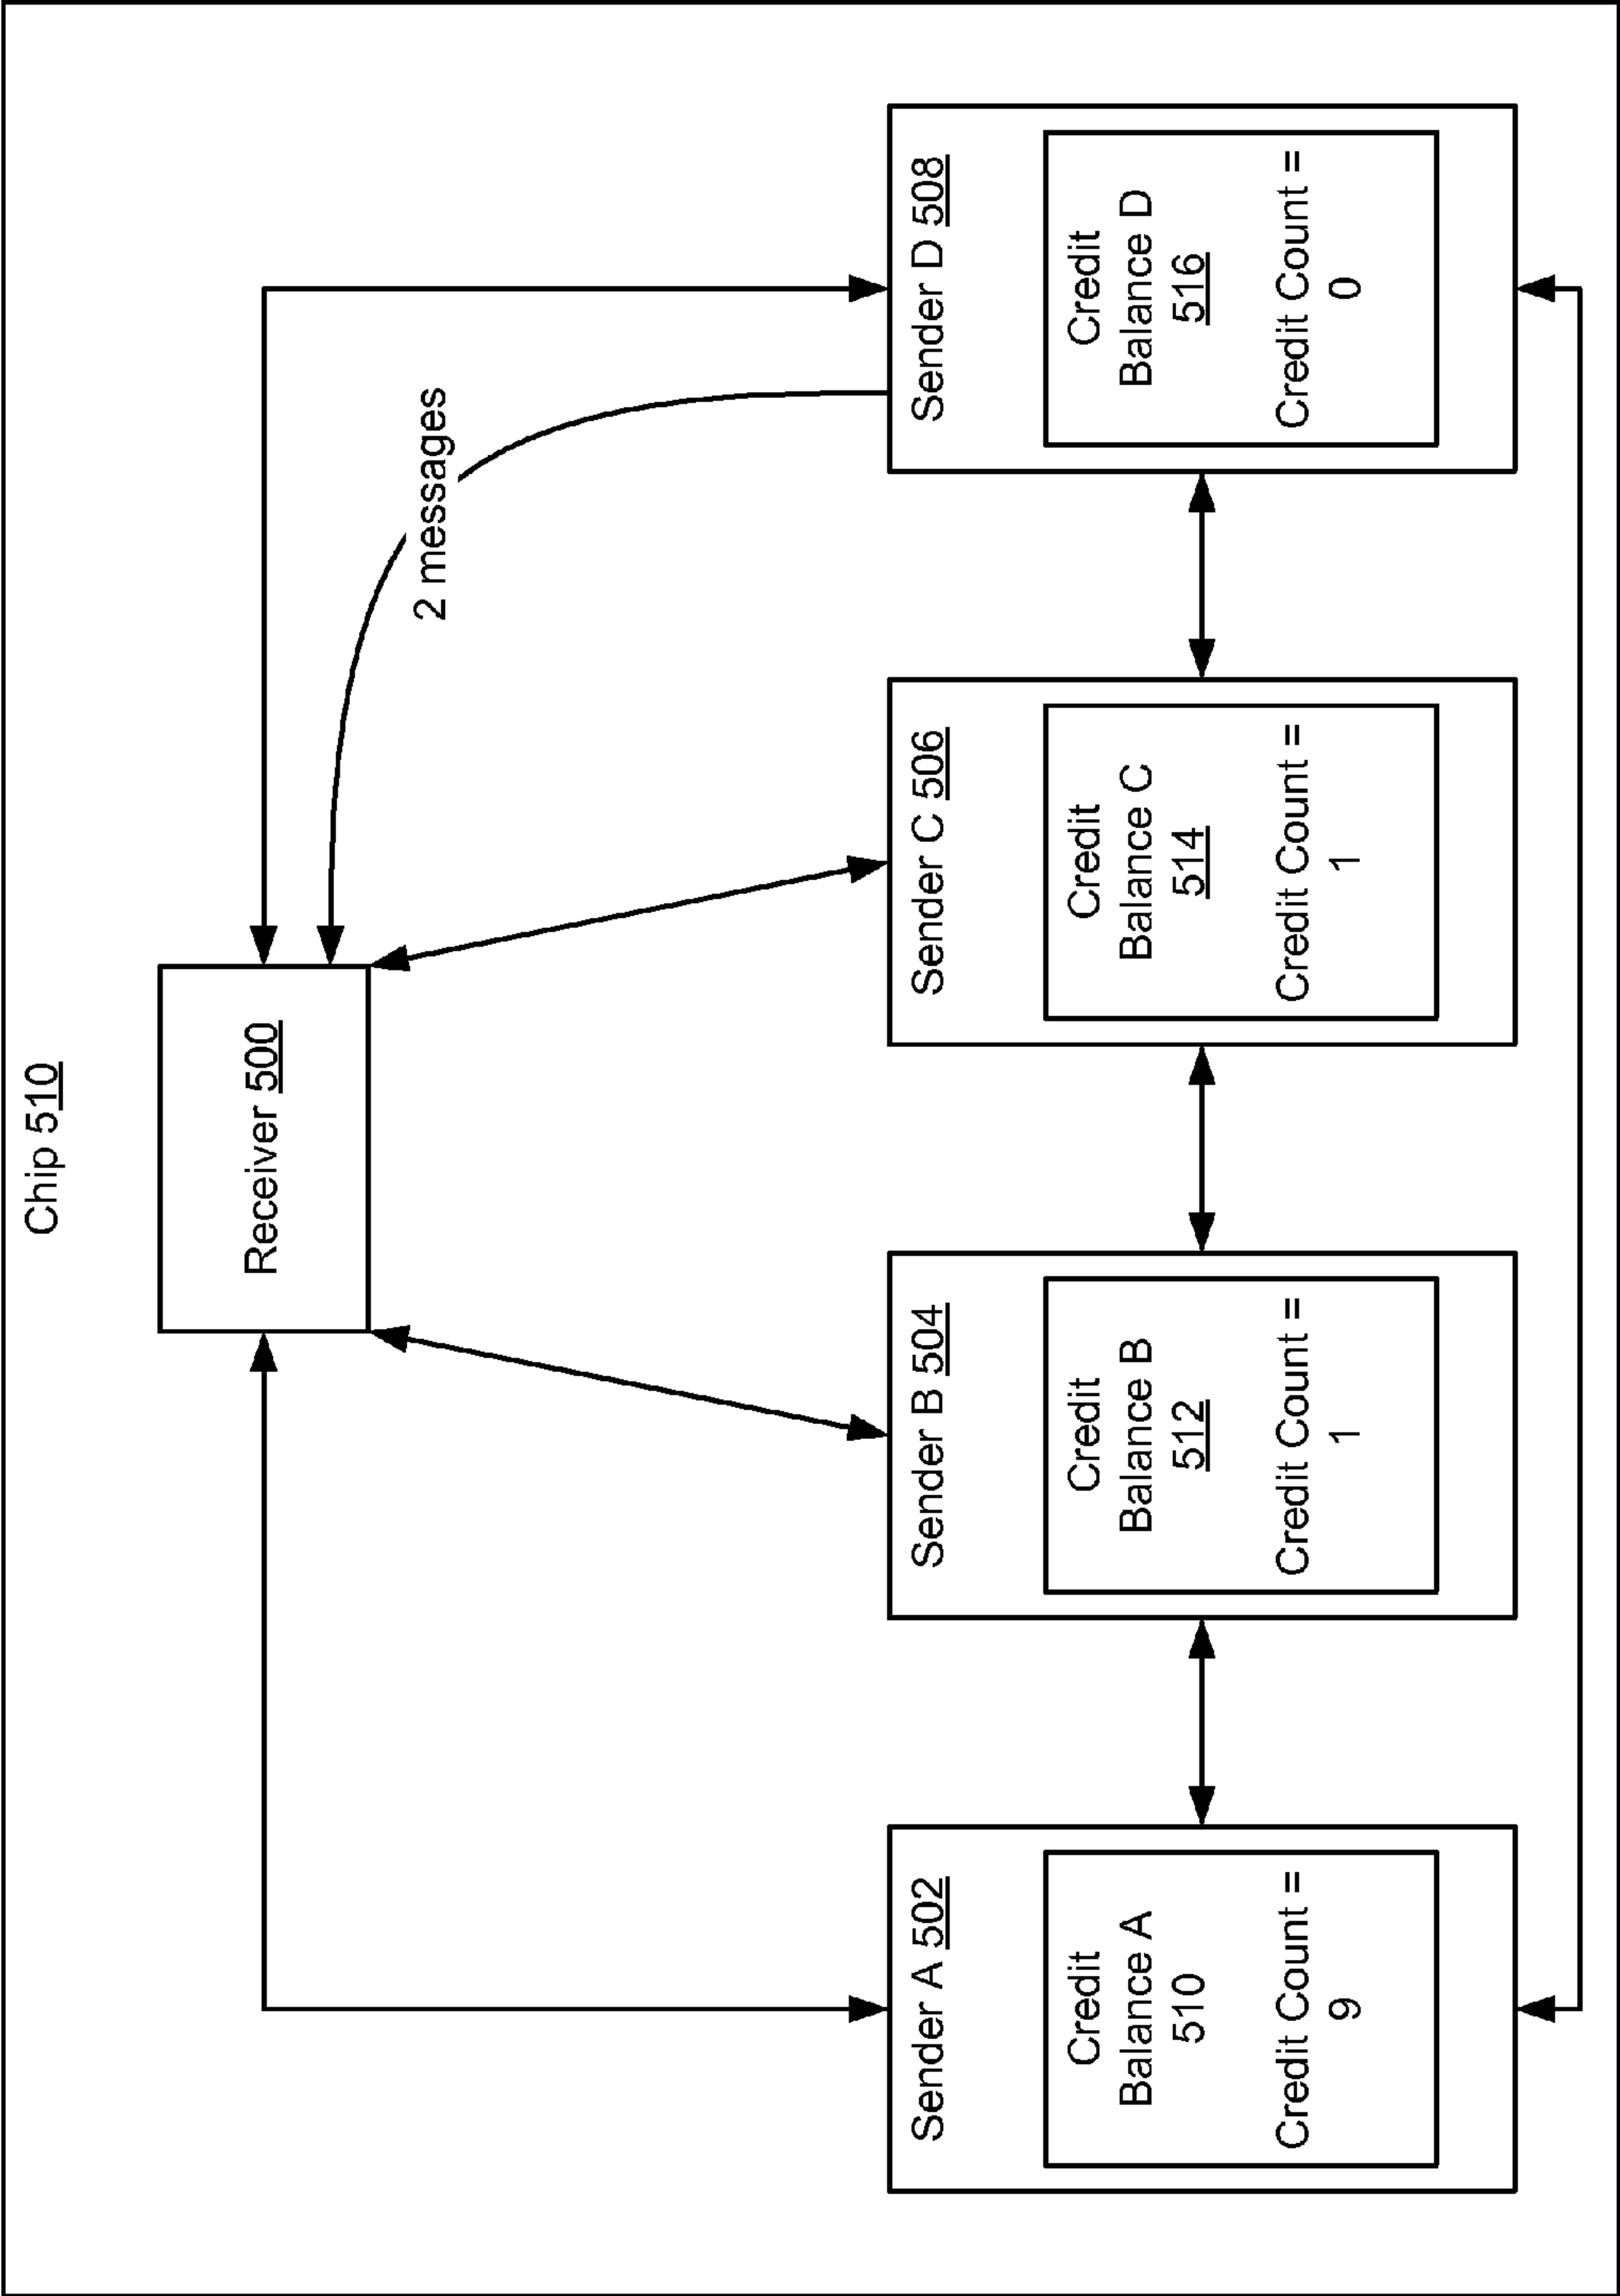 Chip 510
Receiver 500
2 messages
Sender A 502
Credit
Balance A
510
Credit Count =
9
Sender B 504
Credit
Balance B
512
Credit Count =
1
Sender C 506
Credit
Balance C
514
Credit Count =
1
Sender D 508
Credit
Balance D
516
Credit Count =
0